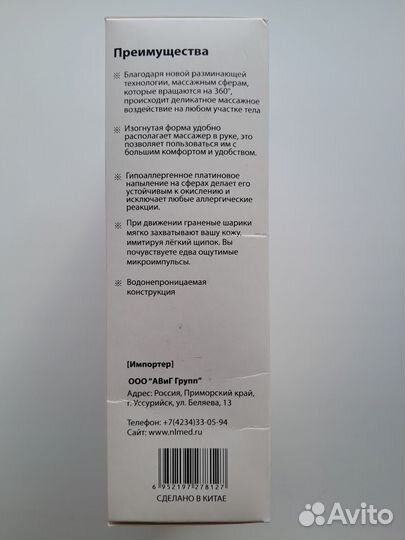 Преимущества
※ Благодаря новой разминающей
технологии, массажным сферам,
которые вращаются на 360°,
происходит деликатное массажное
воздействие на любом участке тела
※ Изогнутая форма удобно
располагает массажер в руке, это
позволяет пользоваться им с
большим комфортом и удобством.
※ Гипоаллергенное платиновое
напыление на сферах делает его
устойчивым к окислению и
исключает любые аллергические
реакции.
※ При движении граненые шарики
мягко захватывают вашу кожу,
имитируя лёгкий щипок. Вы
почувствуете едва ощутимые
микроимпульсы.
※ Водонепроницаемая
конструкция
[Импортер]
ООО "АВиГ Групп"
Адрес: Россия, Приморский край,
г. Уссурийск, ул. Беляева, 13
Телефон: +7(4234)33-05-94
Сайт: www.nlmed.ru
6 952197 278127
СДЕЛАНО В КИТАЕ
Avito